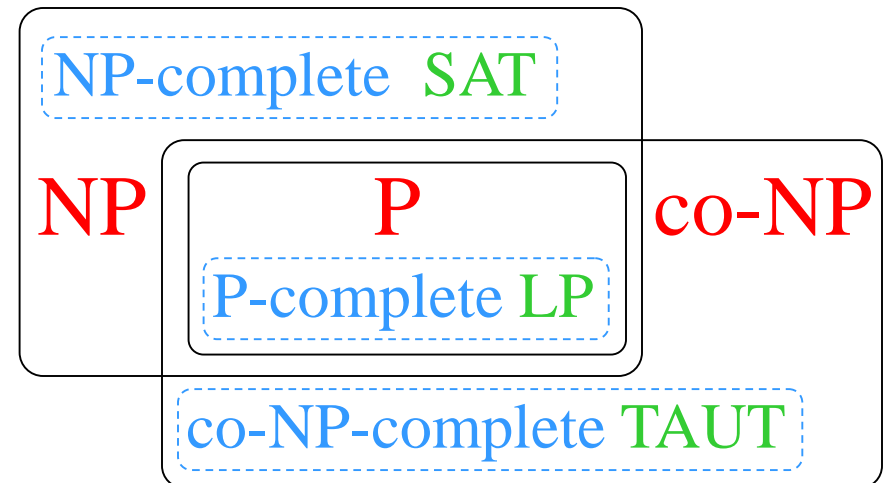 NP-complete SAT
NP P co-NP
P-complete LP
co-NP-complete TAUT